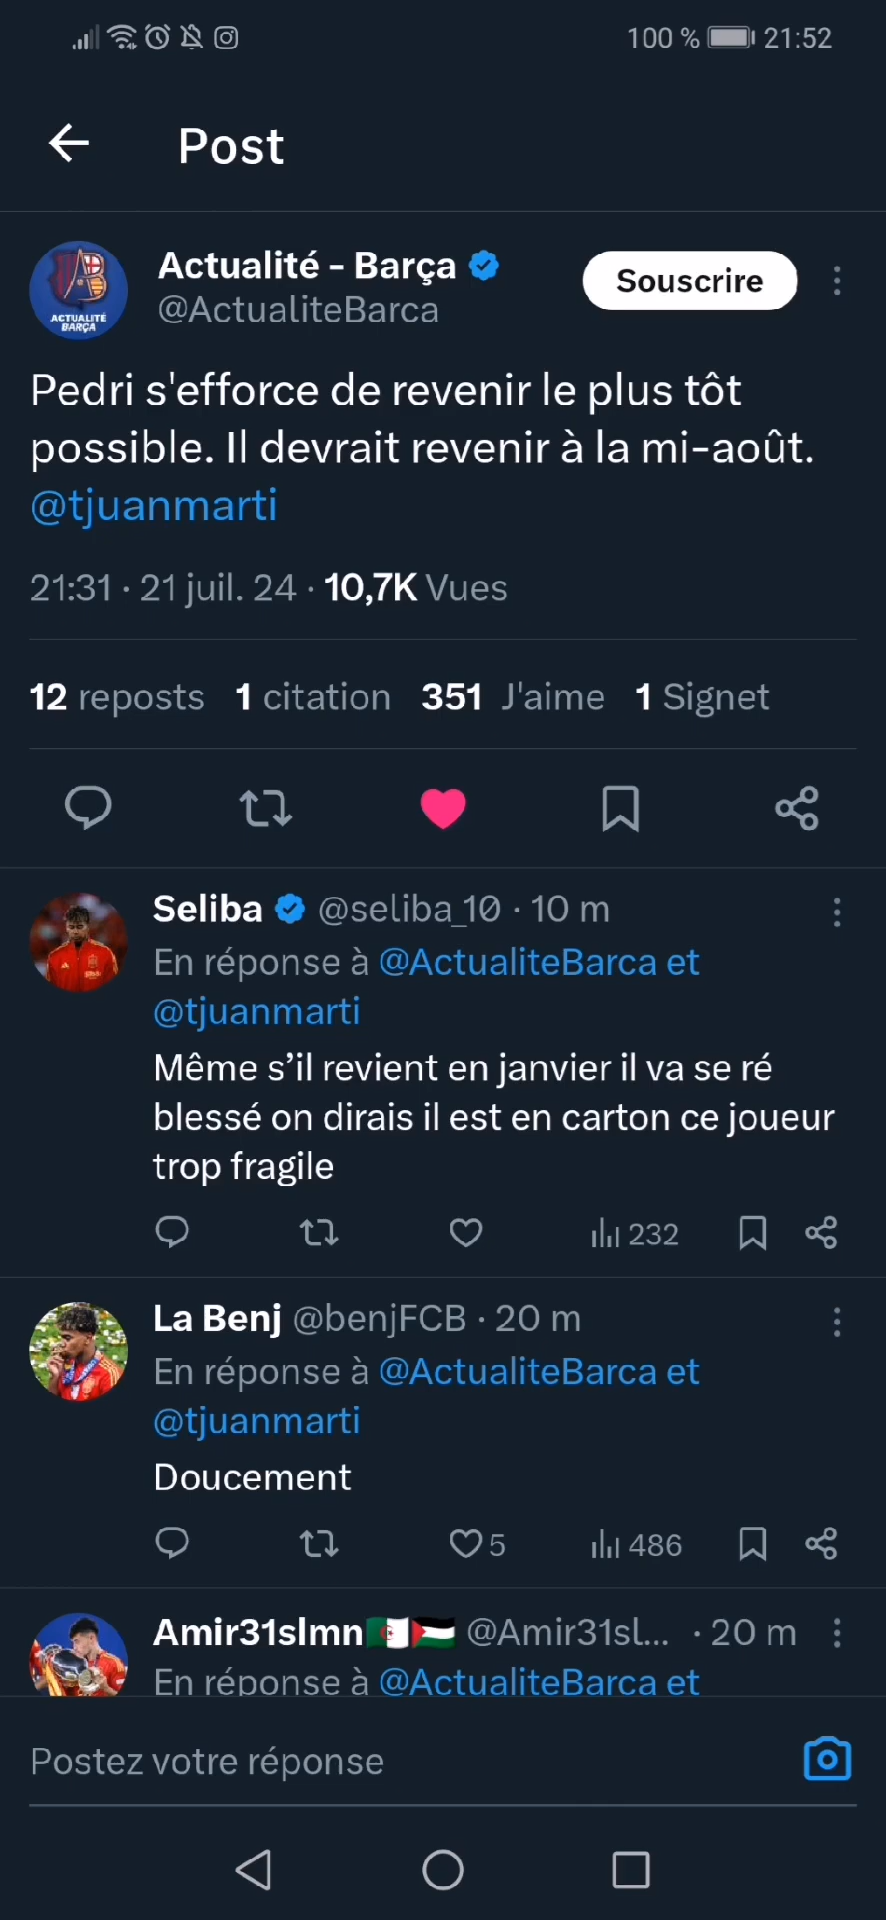 100 % 21:52
Post
Actualité - Barça
Souscrire
@ActualiteBarca
ACTUALITÉ
BARÇA
Pedri s'efforce de revenir le plus tôt
possible. Il devrait revenir à la mi-août.
@tjuanmarti
21:31 · 21 juil. 24 · 10,7K Vues
12 reposts 1 citation 351 J'aime 1 Signet
Seliba @seliba_10 · 10 m
En réponse à @ActualiteBarca et
@tjuanmarti
Même s’il revient en janvier il va se ré
blessé on dirais il est en carton ce joueur
trop fragile
232
La Benj @benjFCB · 20 m
En réponse à @ActualiteBarca et
@tjuanmarti
Doucement
5 486
Amir31slmn🇩🇿🇵🇸 @Amir31sl... · 20 m
En réponse à @ActualiteBarca et
Postez votre réponse